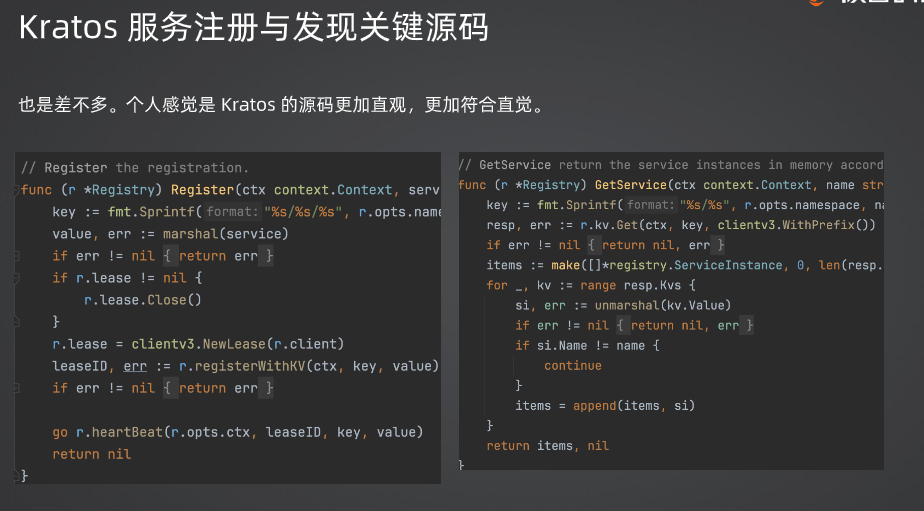 Kratos 服务注册与发现关键源码
也是差不多。个人感觉是 Kratos 的源码更加直观，更加符合直觉。
// Register the registration.
func (r *Registry) Register(ctx context.Context, serv
key := fmt.Sprintf( format: "%s/%s/%s", r.opts.name
value, err := marshal(service)
if err != nil { return err }
if r.lease != nil {
r.lease.Close()
}
r.lease = clientv3.NewLease(r.client)
leaseID, err := r.registerWithKV(ctx, key, value)
if err != nil { return err }
go r.heartBeat(r.opts.ctx, leaseID, key, value)
return nil
}
// GetService return the service instances in memory accord
func (r *Registry) GetService(ctx context.Context, name str
key := fmt.Sprintf( format: "%s/%s", r.opts.namespace, na
resp, err := r.kv.Get(ctx, key, clientv3.WithPrefix())
if err != nil { return nil, err }
items := make([]*registry.ServiceInstance, 0, len(resp.
for _, kv := range resp.Kvs {
si, err := unmarshal(kv.Value)
if err != nil { return nil, err }
if si.Name != name {
continue
}
items = append(items, si)
}
return items, nil
}